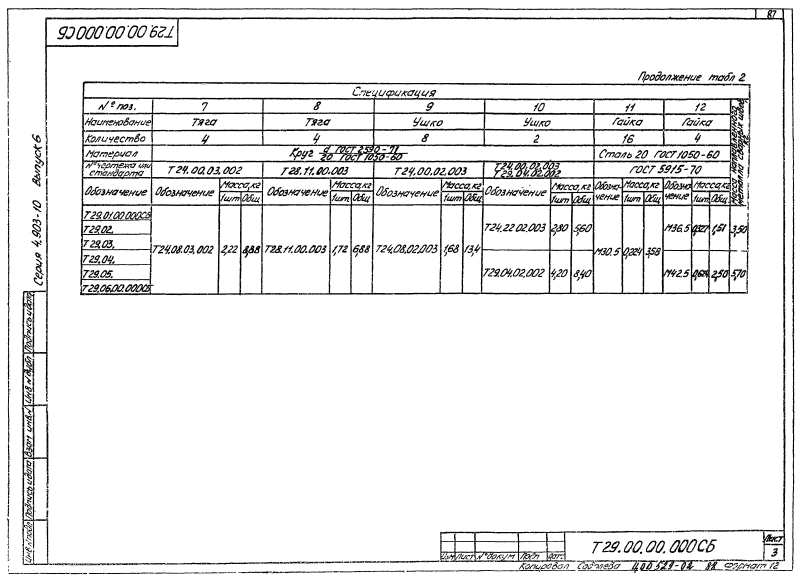 87
Т29.00.00.000СБ
Продолжение табл 2
Спецификация
№ поз. 7 8 9 10 11 12
Наименование Тяга Тяга Ушко Ушко Гайка Гайка
Количество 4 4 8 2 16 4
Материал Круг d ГОСТ 2590-71 / 20 ГОСТ 1050-60 Сталь 20 ГОСТ 1050-60
№ чертежа или стандарта Т24.00.03.002 Т28.11.00.003 Т24.00.02.003 Т24.00.02.003 Т29.04.02.002 ГОСТ 5915-70
Обозначение Обозначение Масса, кг Обозначение Масса, кг Обозначение Масса, кг Обозначение Масса, кг Обозначение Масса, кг Обозначение Масса, кг
1шт Общ 1шт Общ 1шт Общ 1шт Общ 1шт Общ 1шт Общ
Т29.01.00.000СБ
Т29.02.
Т29.03.
Т29.04.
Т29.05.
Т29.06.00.000СБ
Т24.08.03.002 2,22 8,88 Т28.11.00.003 1,72 6,88 Т24.08.02.003 1,68 13,4
Т24.22.02.003 2,80 5,60
Т29.04.02.002 4,20 8,40
М30.5 0,224 3,58
М36.5 0,377 1,51 3,50
М42.5 0,624 2,50 5,70
Серия 4.903-10 Выпуск 6
Инв № подл Подпись и дата Взам инв. № Инв № дубл Подпись и дата
Изм Лист № докум Подп Дата
Т29.00.00.000СБ
Лист
3
Копировал ЦОО529-02 88 Формат 12